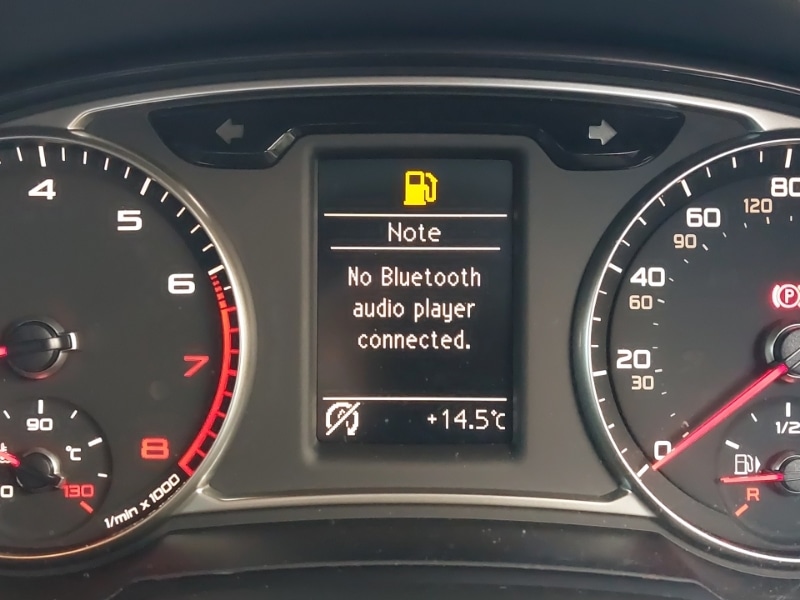 Note
No Bluetooth
audio player
connected.
+14.5°C
4
5
6
7
8
1/min x 1000
90
°C
130
0
20
40
60
80
30
60
90
120
P
1/2
R